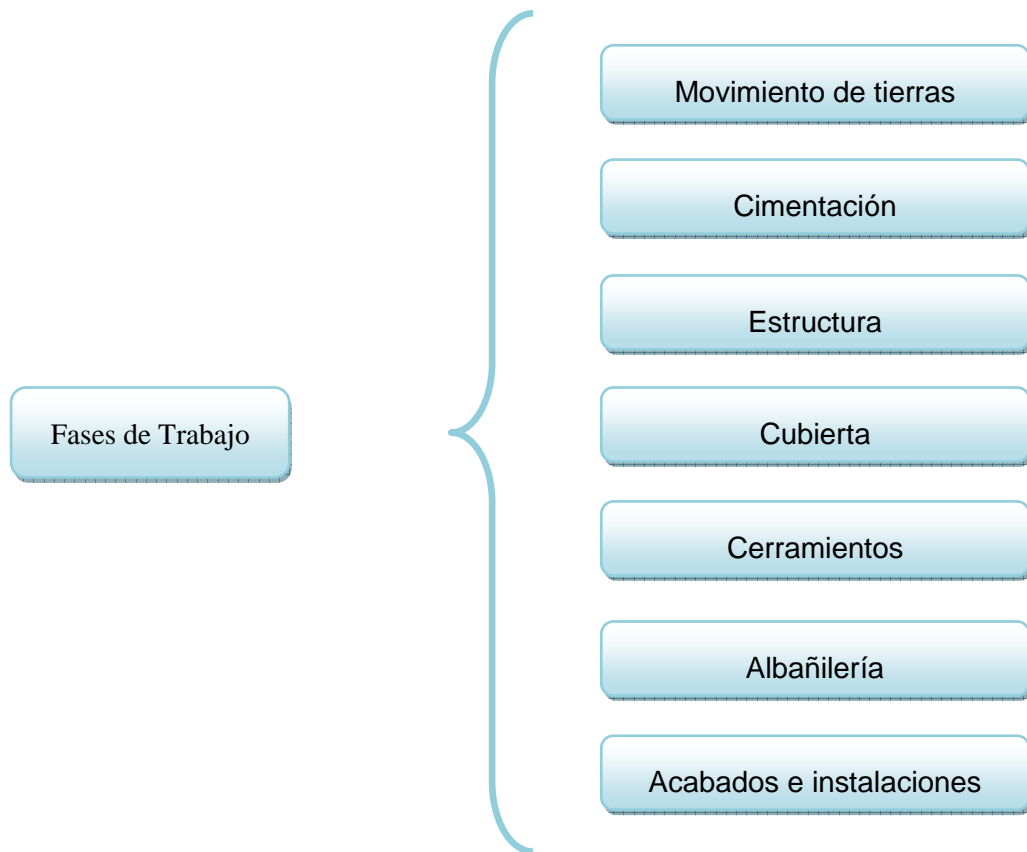 Fases de Trabajo
Movimiento de tierras
Cimentación
Estructura
Cubierta
Cerramientos
Albañilería
Acabados e instalaciones